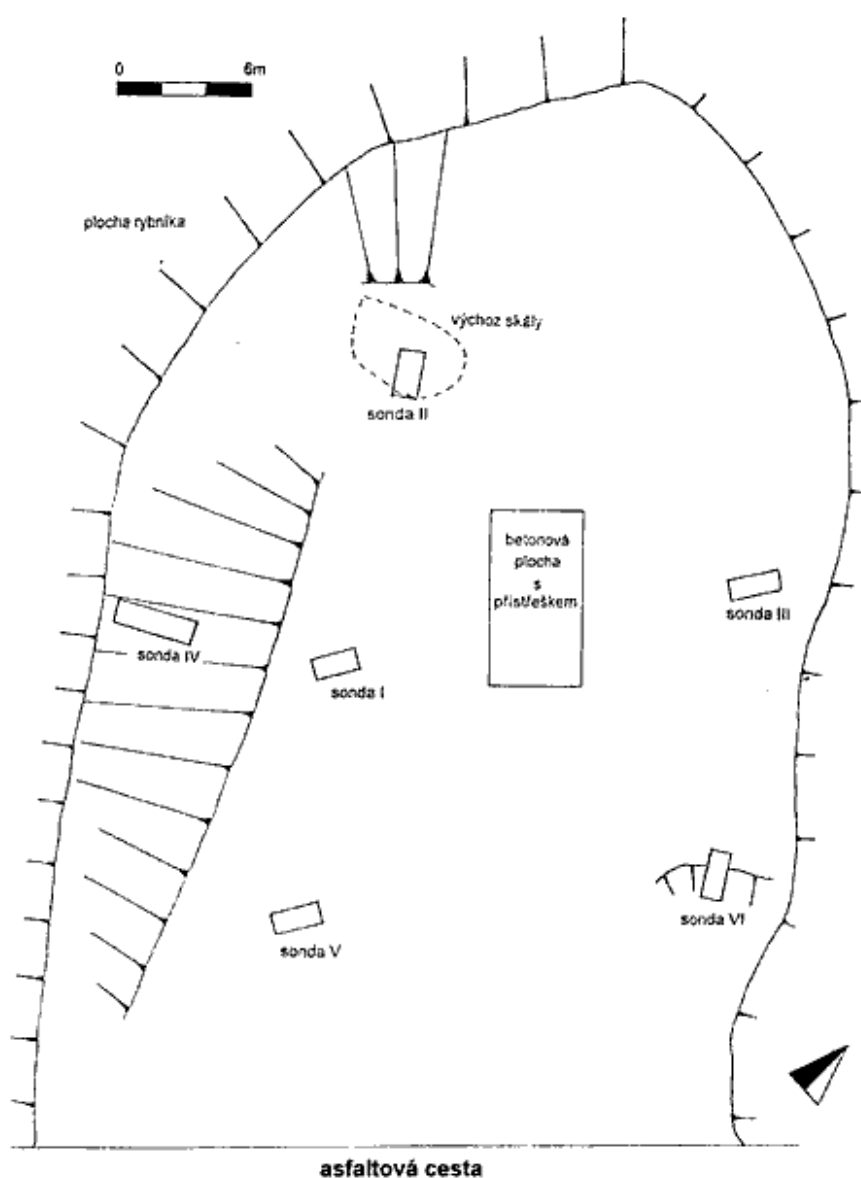 0 6m
plocha rybníka
výchoz skály
sonda II
betonová
plocha
s
přístřeškem
sonda III
sonda IV
sonda I
sonda VI
sonda V
asfaltová cesta